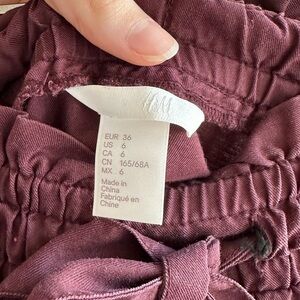 H&M
EUR 36
US 6
CA 6
CN 165/68A
MX 6
Made in
China
Fabriqué en
Chine